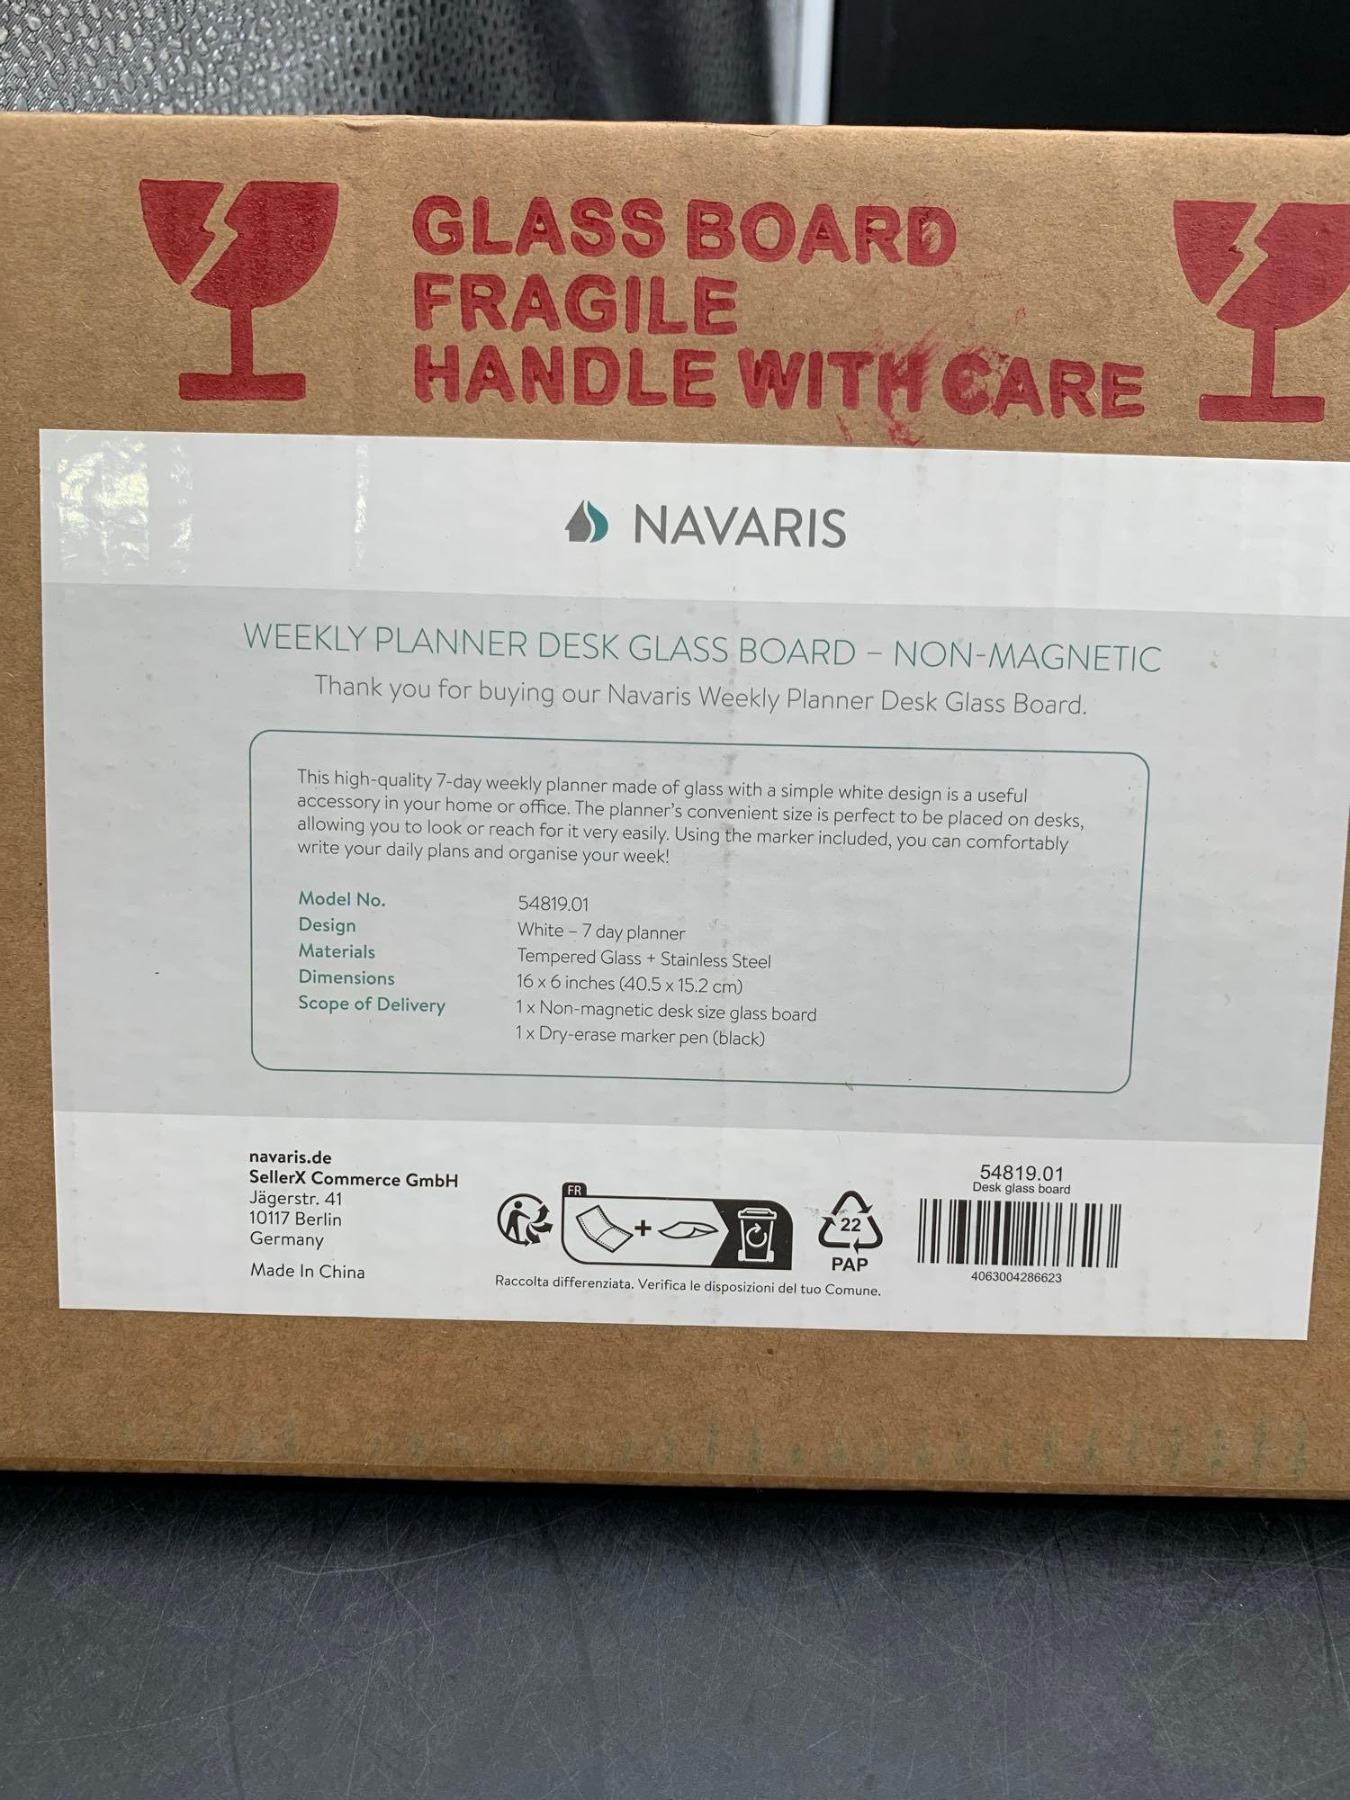 GLASS BOARD
FRAGILE
HANDLE WITH CARE
NAVARIS
WEEKLY PLANNER DESK GLASS BOARD – NON-MAGNETIC
Thank you for buying our Navaris Weekly Planner Desk Glass Board.
This high-quality 7-day weekly planner made of glass with a simple white design is a useful
accessory in your home or office. The planner's convenient size is perfect to be placed on desks,
allowing you to look or reach for it very easily. Using the marker included, you can comfortably
write your daily plans and organise your week!
Model No. 54819.01
Design White – 7 day planner
Materials Tempered Glass + Stainless Steel
Dimensions 16 x 6 inches (40.5 x 15.2 cm)
Scope of Delivery 1 x Non-magnetic desk size glass board
1 x Dry-erase marker pen (black)
navaris.de
SellerX Commerce GmbH
Jägerstr. 41
10117 Berlin
Germany
Made In China
FR
+
22
PAP
Raccolta differenziata. Verifica le disposizioni del tuo Comune.
54819.01
Desk glass board
4063004286623